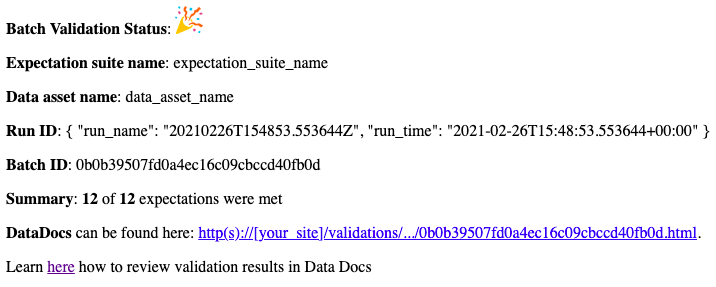 Batch Validation Status: 🎉
Expectation suite name: expectation_suite_name
Data asset name: data_asset_name
Run ID: { "run_name": "20210226T154853.553644Z", "run_time": "2021-02-26T15:48:53.553644+00:00" }
Batch ID: 0b0b39507fd0a4ec16c09cbccd40fb0d
Summary: 12 of 12 expectations were met
DataDocs can be found here: http(s)://[your_site]/validations/.../0b0b39507fd0a4ec16c09cbccd40fb0d.html.
Learn here how to review validation results in Data Docs